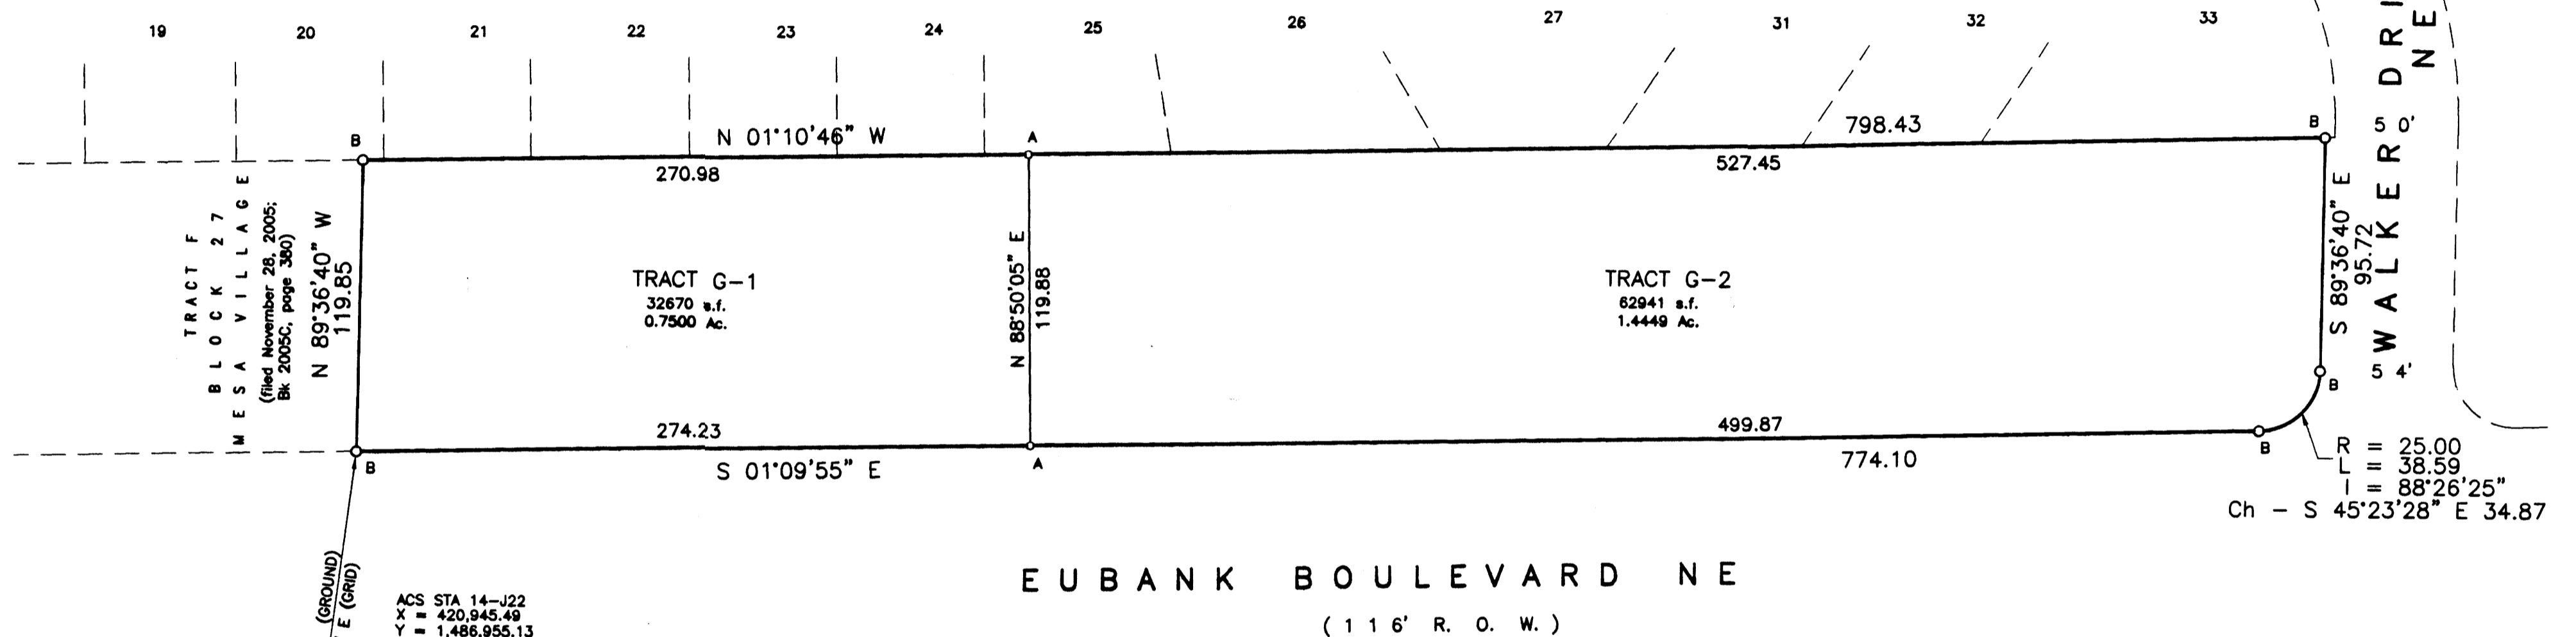 19 20 21 22 23 24 25 26 27 31 32 33
B
N 01°10'46" W
A
798.43
B
270.98
527.45
TRACT F
BLOCK 27
MESA VILLAGE
(filed November 28, 2005;
Bk 2005C, page 380)
N 89°36'40" W
119.85
TRACT G-1
32670 s.f.
0.7500 Ac.
N 88°50'05" E
119.88
TRACT G-2
62941 s.f.
1.4449 Ac.
S 89°36'40" E
95.72
WALKER DRI
NE
50'
54'
B
274.23
499.87
B
S 01°09'55" E
A
774.10
B
R = 25.00
L = 38.59
I = 88°26'25"
Ch - S 45°23'28" E 34.87
EUBANK BOULEVARD NE
(116' R. O. W.)
(GROUND)
E (GRID)
ACS STA 14-J22
X = 420,945.49
Y = 1,486,955.13